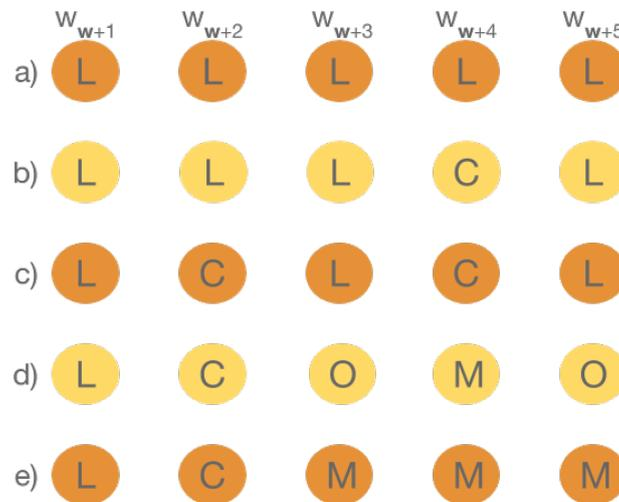 w w+1 w w+2 w w+3 w w+4 w w+5
a) L L L L L
b) L L L C L
c) L C L C L
d) L C O M O
e) L C M M M